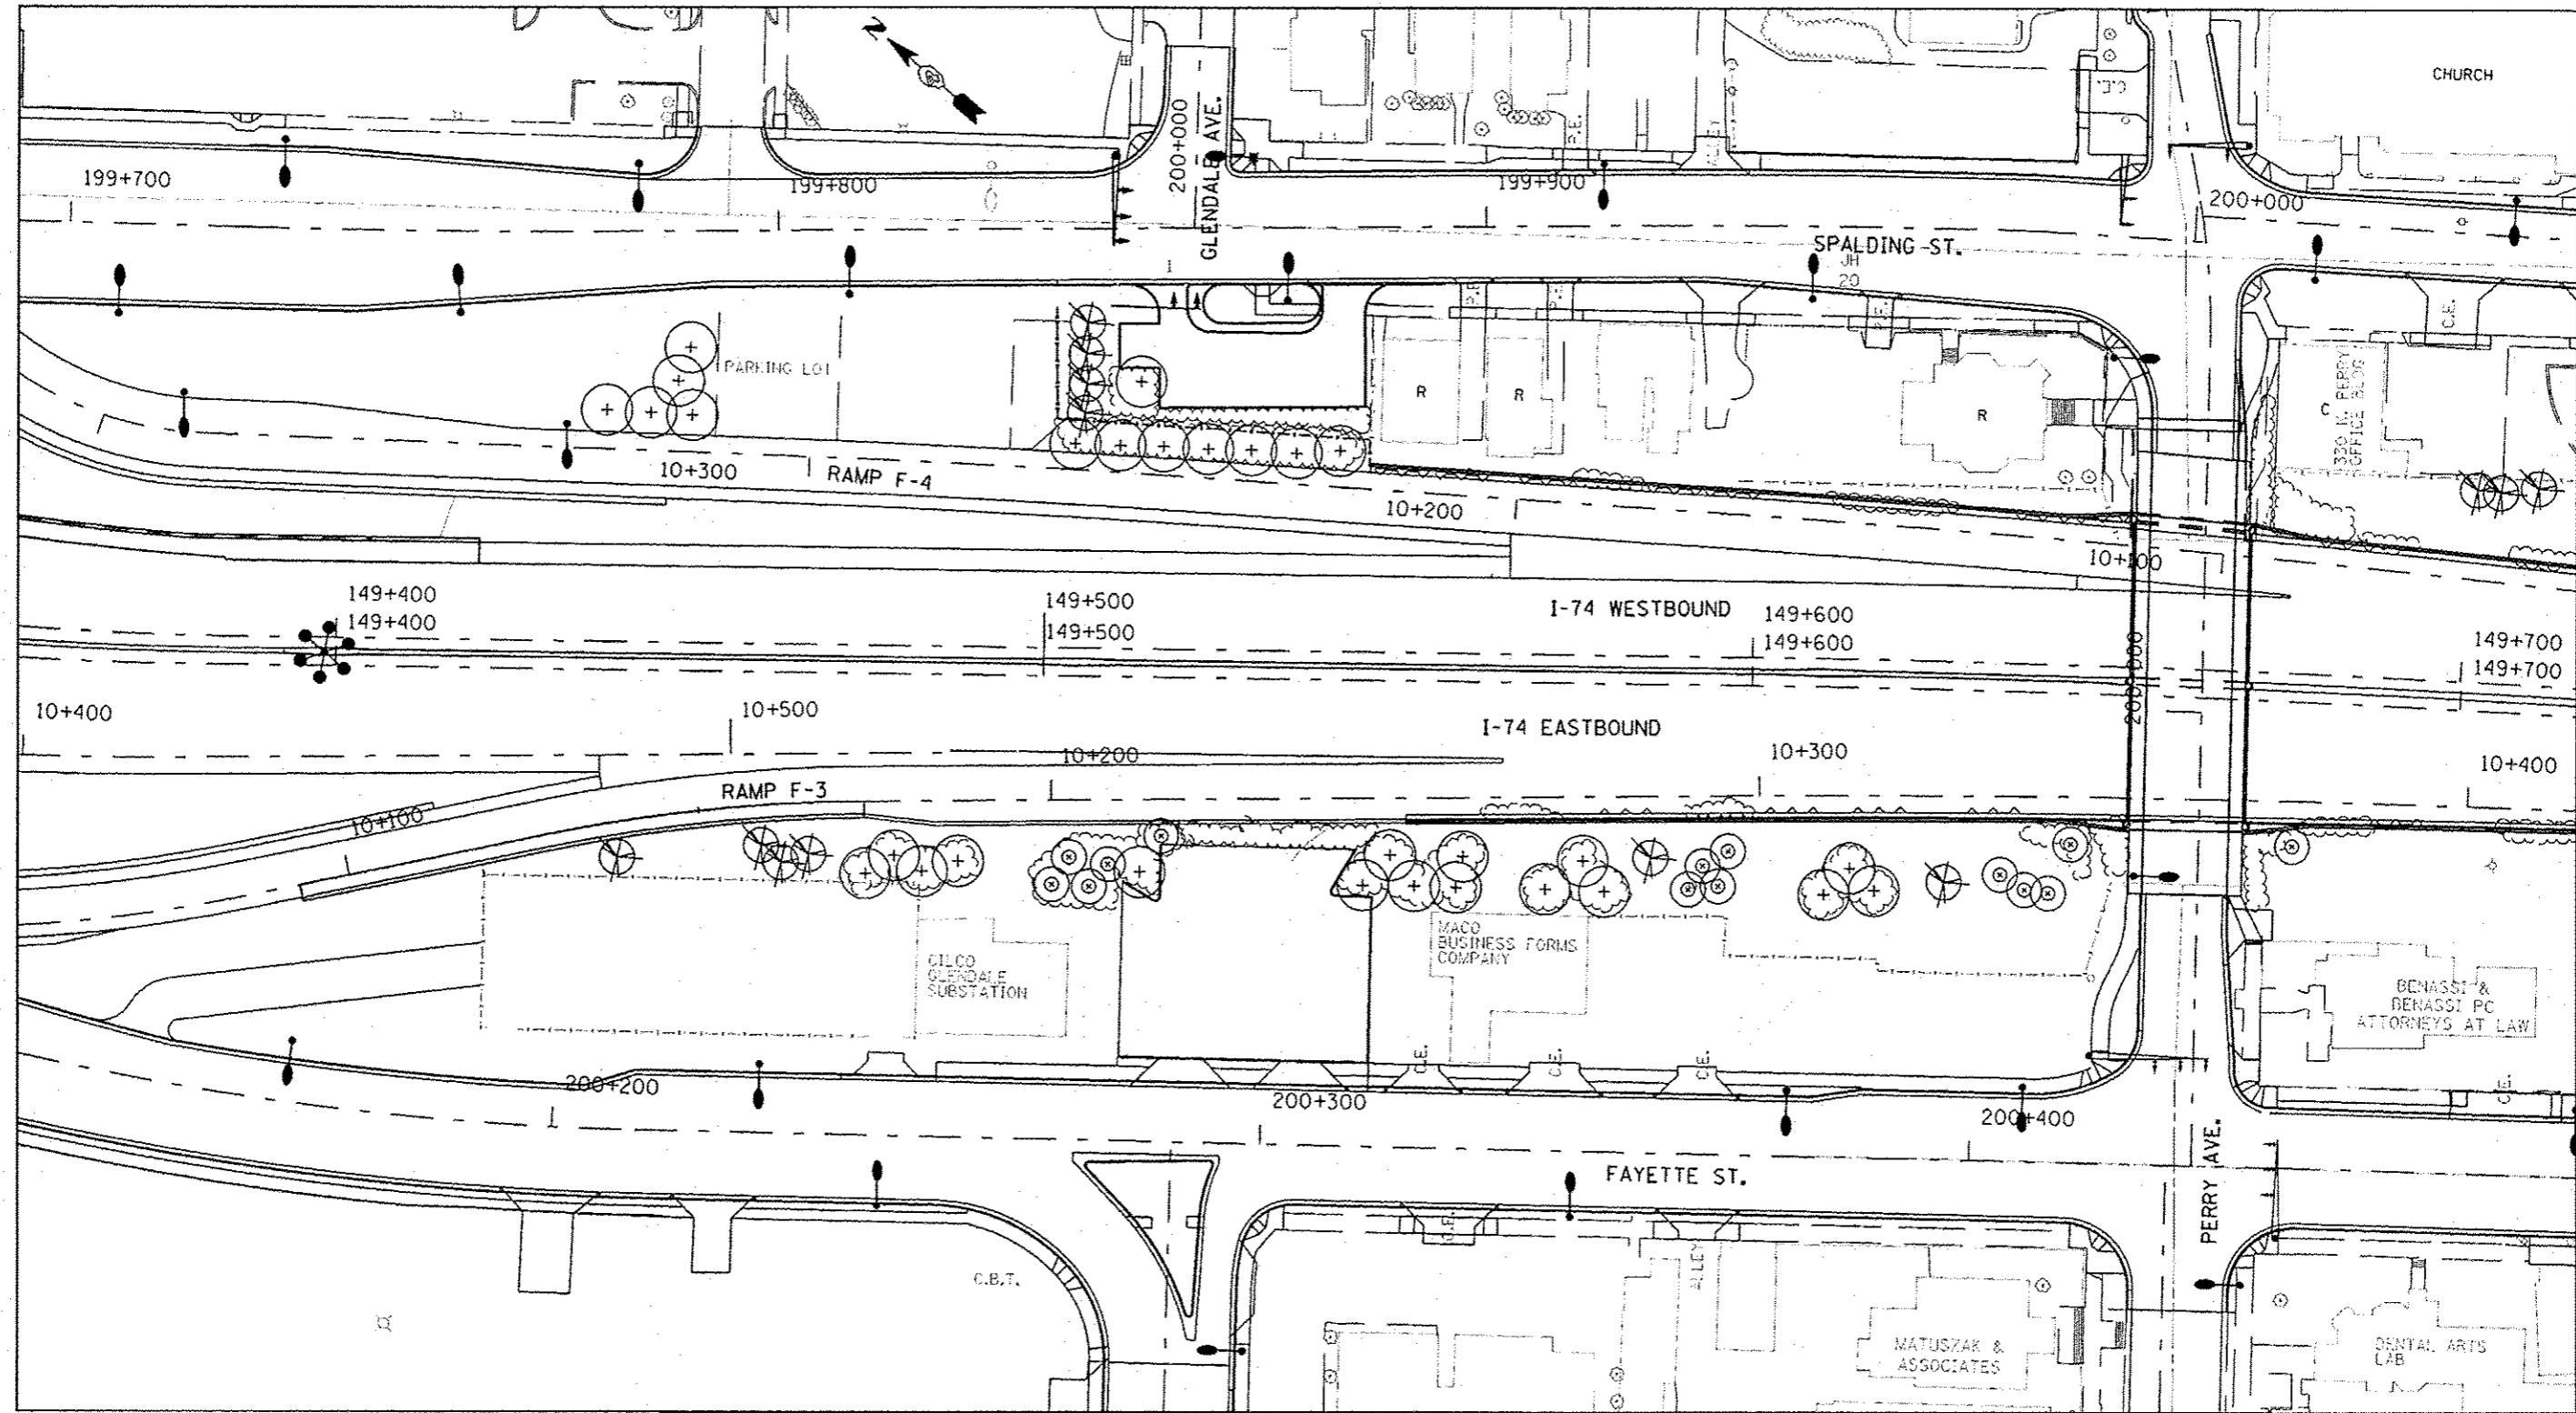 N
CHURCH
C.E.
200+000
GLENDALE AVE.
P.E.
ALLEY
199+700
199+800
199+900
200+000
SPALDING ST.
JH
20
P.E.
P.E.
P.E.
C.E.
PARKING LOT
R
R
R
C
330 N. PERRY
OFFICE BLDG
10+300
RAMP F-4
10+200
10+100
149+400
149+400
149+500
149+500
I-74 WESTBOUND
149+600
149+600
149+700
149+700
200+000
10+400
10+500
I-74 EASTBOUND
10+200
10+300
10+400
RAMP F-3
10+100
CILCO
GLENDALE
SUBSTATION
MACO
BUSINESS FORMS
COMPANY
BENASSI &
BENASSI PC
ATTORNEYS AT LAW
C.E.
C.E.
C.E.
C.E.
200+200
200+300
200+400
FAYETTE ST.
PERRY AVE.
C.E.
ALLEY
C.B.T.
MATUSZAK &
ASSOCIATES
DENTAL ARTS
LAB